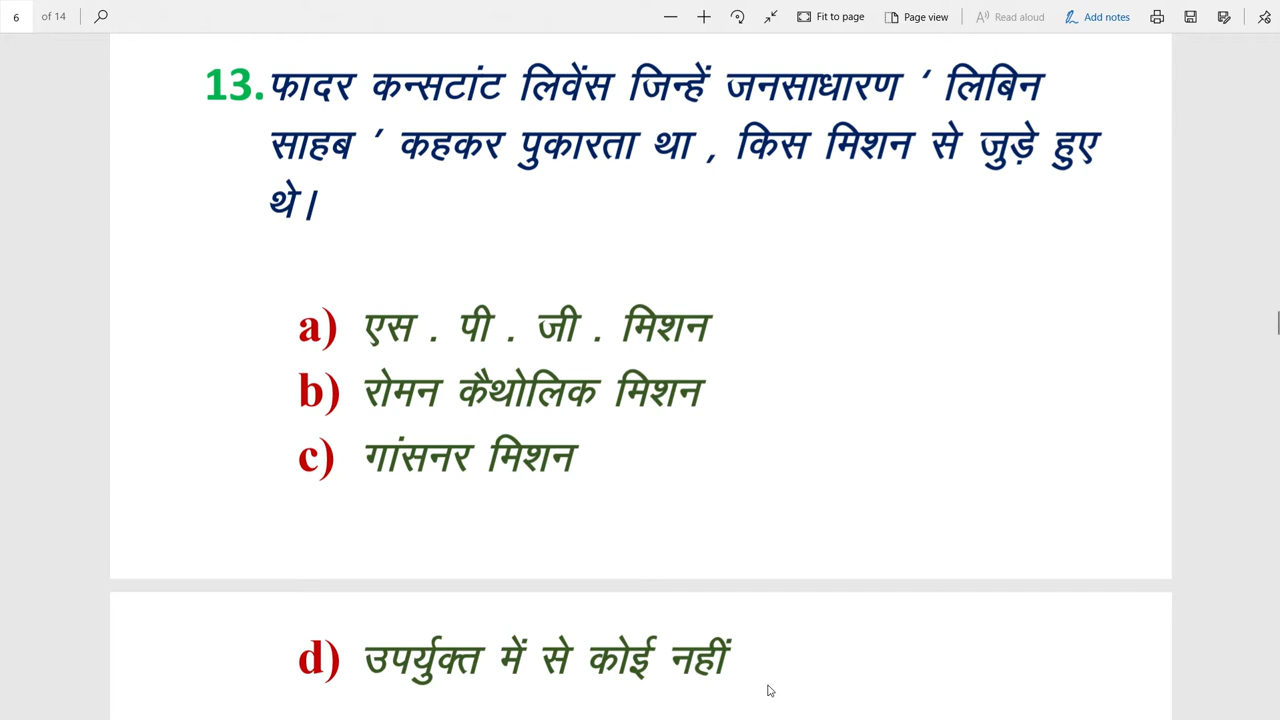 6 of 14 Fit to page Page view Read aloud Add notes
13. फादर कन्सटांट लिवेंस जिन्हें जनसाधारण ‘ लिबिन
साहब ’ कहकर पुकारता था , किस मिशन से जुड़े हुए
थे।
a) एस . पी . जी . मिशन
b) रोमन कैथोलिक मिशन
c) गांसनर मिशन
d) उपर्युक्त में से कोई नहीं